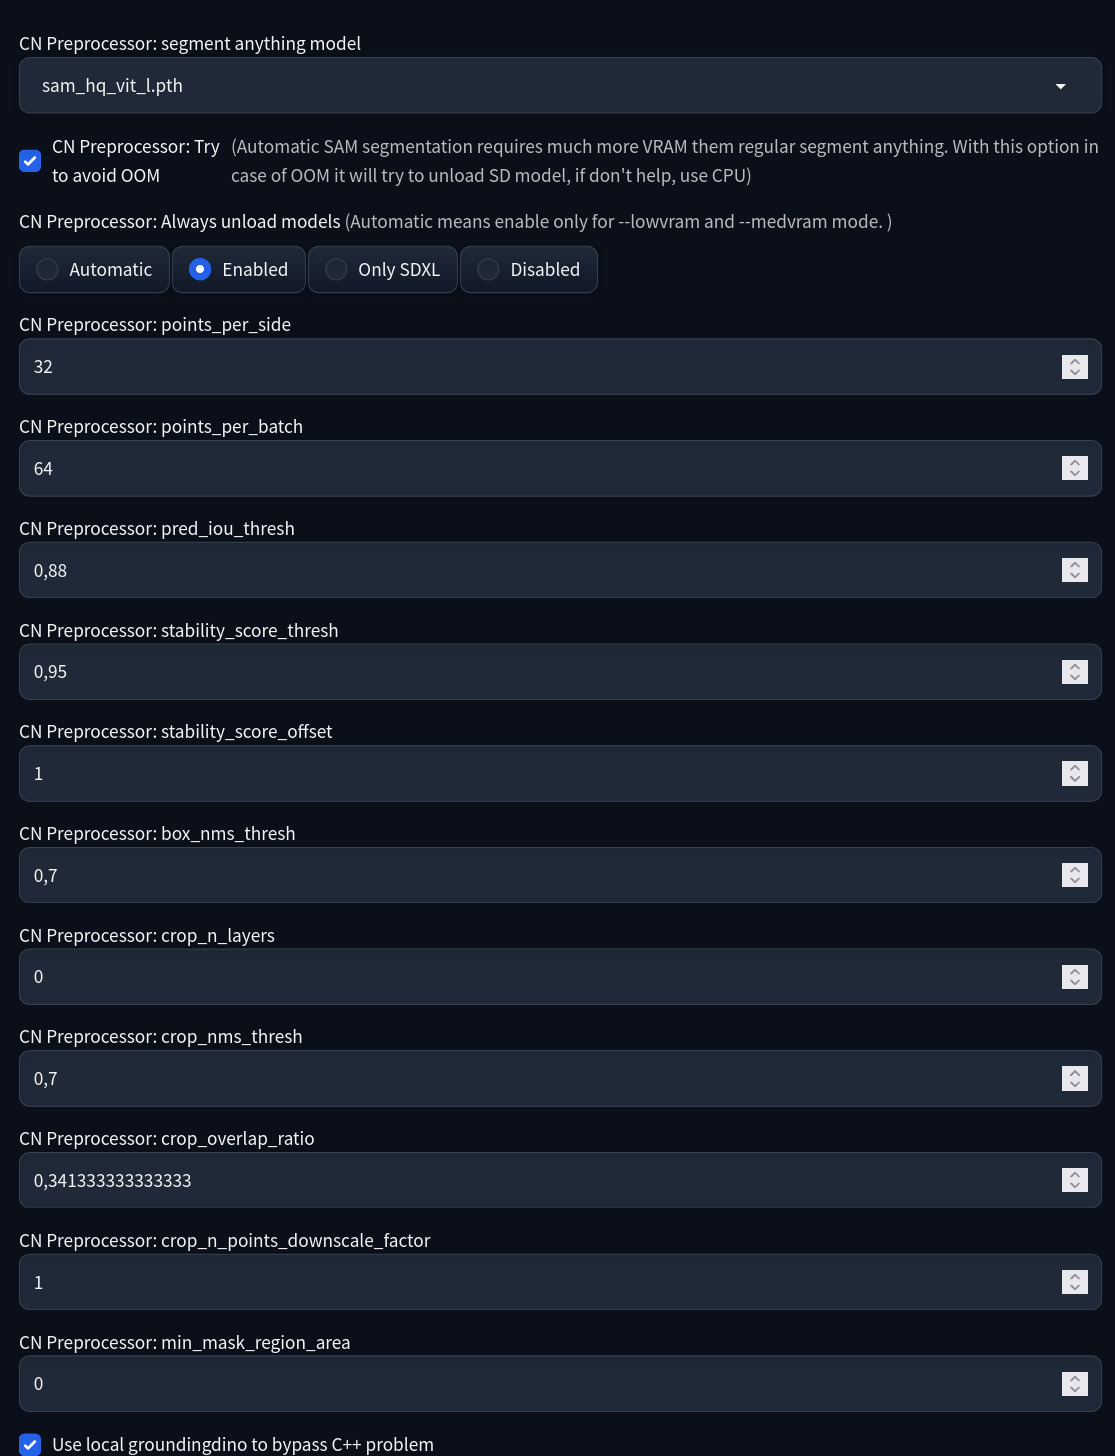 CN Preprocessor: segment anything model
sam_hq_vit_l.pth
CN Preprocessor: Try to avoid OOM
(Automatic SAM segmentation requires much more VRAM them regular segment anything. With this option in
case of OOM it will try to unload SD model, if don't help, use CPU)
CN Preprocessor: Always unload models (Automatic means enable only for --lowvram and --medvram mode. )
Automatic
Enabled
Only SDXL
Disabled
CN Preprocessor: points_per_side
32
CN Preprocessor: points_per_batch
64
CN Preprocessor: pred_iou_thresh
0,88
CN Preprocessor: stability_score_thresh
0,95
CN Preprocessor: stability_score_offset
1
CN Preprocessor: box_nms_thresh
0,7
CN Preprocessor: crop_n_layers
0
CN Preprocessor: crop_nms_thresh
0,7
CN Preprocessor: crop_overlap_ratio
0,341333333333333
CN Preprocessor: crop_n_points_downscale_factor
1
CN Preprocessor: min_mask_region_area
0
Use local groundingdino to bypass C++ problem